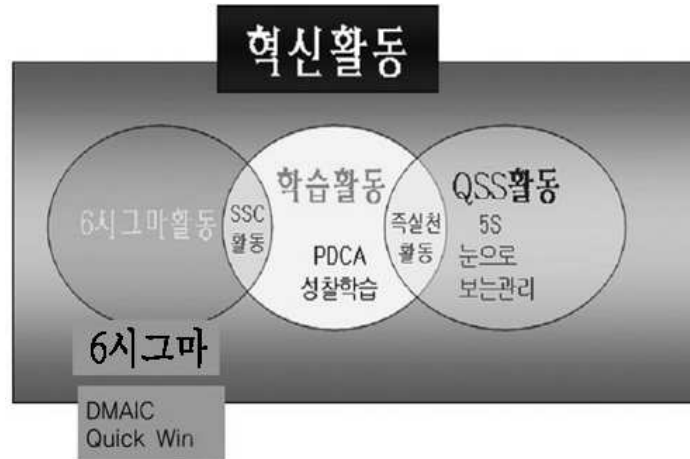 혁신활동
6시그마활동
SSC
활동
학습활동
PDCA
성찰학습
즉실천
활동
QSS활동
5S
눈으로
보는관리
6시그마
DMAIC
Quick Win